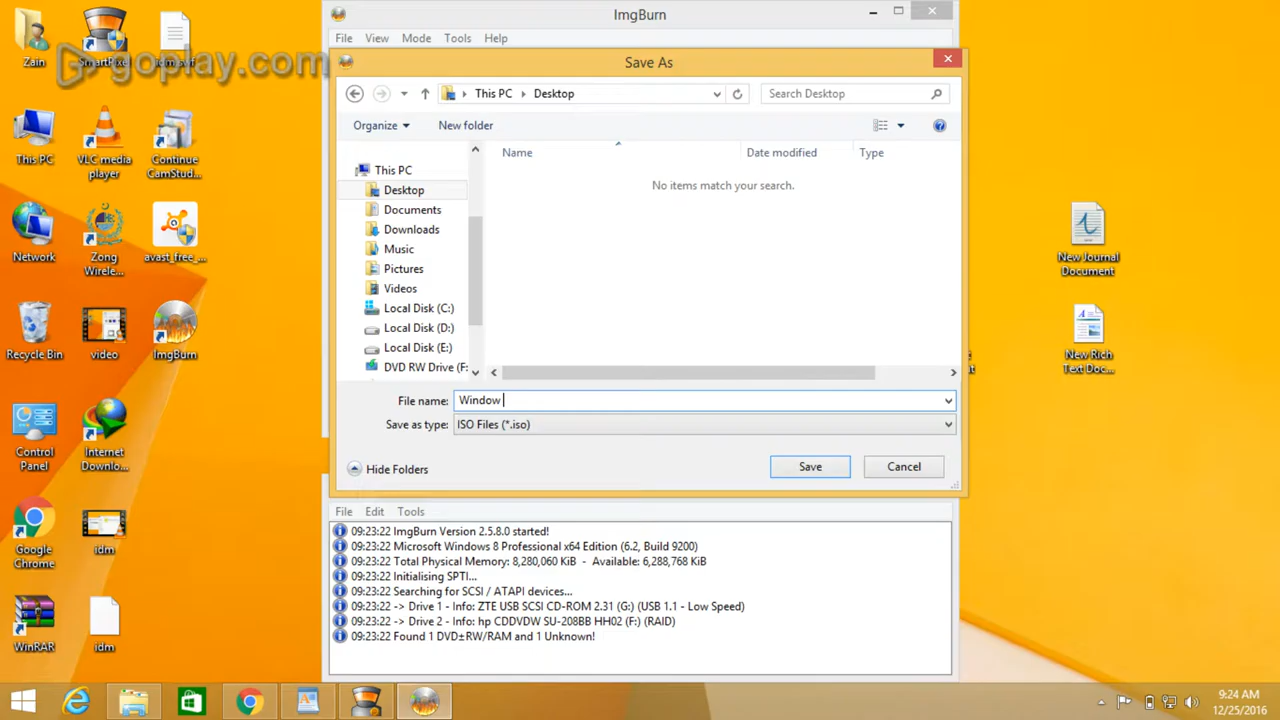 ImgBurn
File View Mode Tools Help
Save As
This PC Desktop
Search Desktop
Organize
New folder
Name
Date modified
Type
No items match your search.
This PC
Desktop
Documents
Downloads
Music
Pictures
Videos
Local Disk (C:)
Local Disk (D:)
Local Disk (E:)
DVD RW Drive (F:
File name: Window
Save as type: ISO Files (*.iso)
Hide Folders
Save
Cancel
File Edit Tools
09:23:22 ImgBurn Version 2.5.8.0 started!
09:23:22 Microsoft Windows 8 Professional x64 Edition (6.2, Build 9200)
09:23:22 Total Physical Memory: 8,280,060 KiB - Available: 6,288,768 KiB
09:23:22 Initialising SPTI...
09:23:22 Searching for SCSI / ATAPI devices...
09:23:22 -> Drive 1 - Info: ZTE USB SCSI CD-ROM 2.31 (G:) (USB 1.1 - Low Speed)
09:23:22 -> Drive 2 - Info: hp CDDVDW SU-208BB HH02 (F:) (RAID)
09:23:22 Found 1 DVD±RW/RAM and 1 Unknown!
goplay.com
Zain
SmartPixel
idm.swf
This PC
VLC media
player
Continue
CamStud...
Network
Zong
Wirele...
avast_free_...
Recycle Bin
video
ImgBurn
Control
Panel
Internet
Downlo...
Google
Chrome
idm
WinRAR
idm
New Journal
Document
New Rich
Text Doc...
9:24 AM
12/25/2016